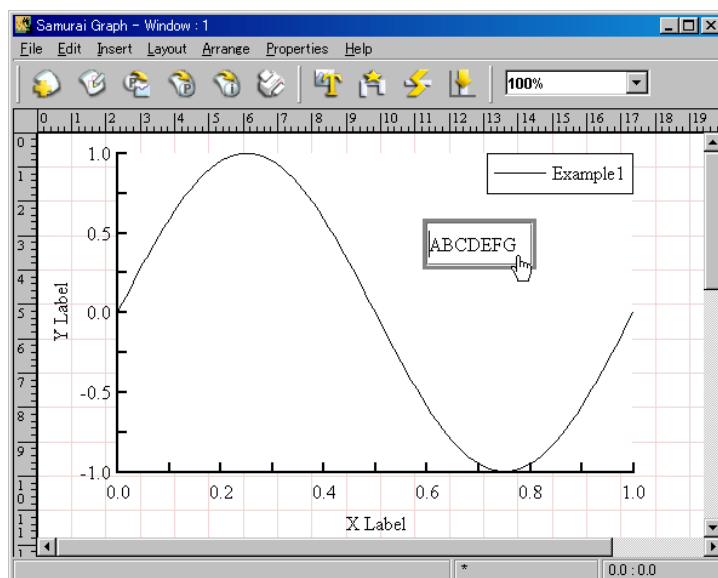 Samurai Graph - Window : 1
File Edit Insert Layout Arrange Properties Help
100%
0 1 2 3 4 5 6 7 8 9 10 11 12 13 14 15 16 17 18 19
0
1
2
3
4
5
6
7
8
9
10
11
1.0
0.5
0.0
-0.5
-1.0
Y Label
Example1
ABCDEFG
0.0 0.2 0.4 0.6 0.8 1.0
X Label
* 0.0 : 0.0